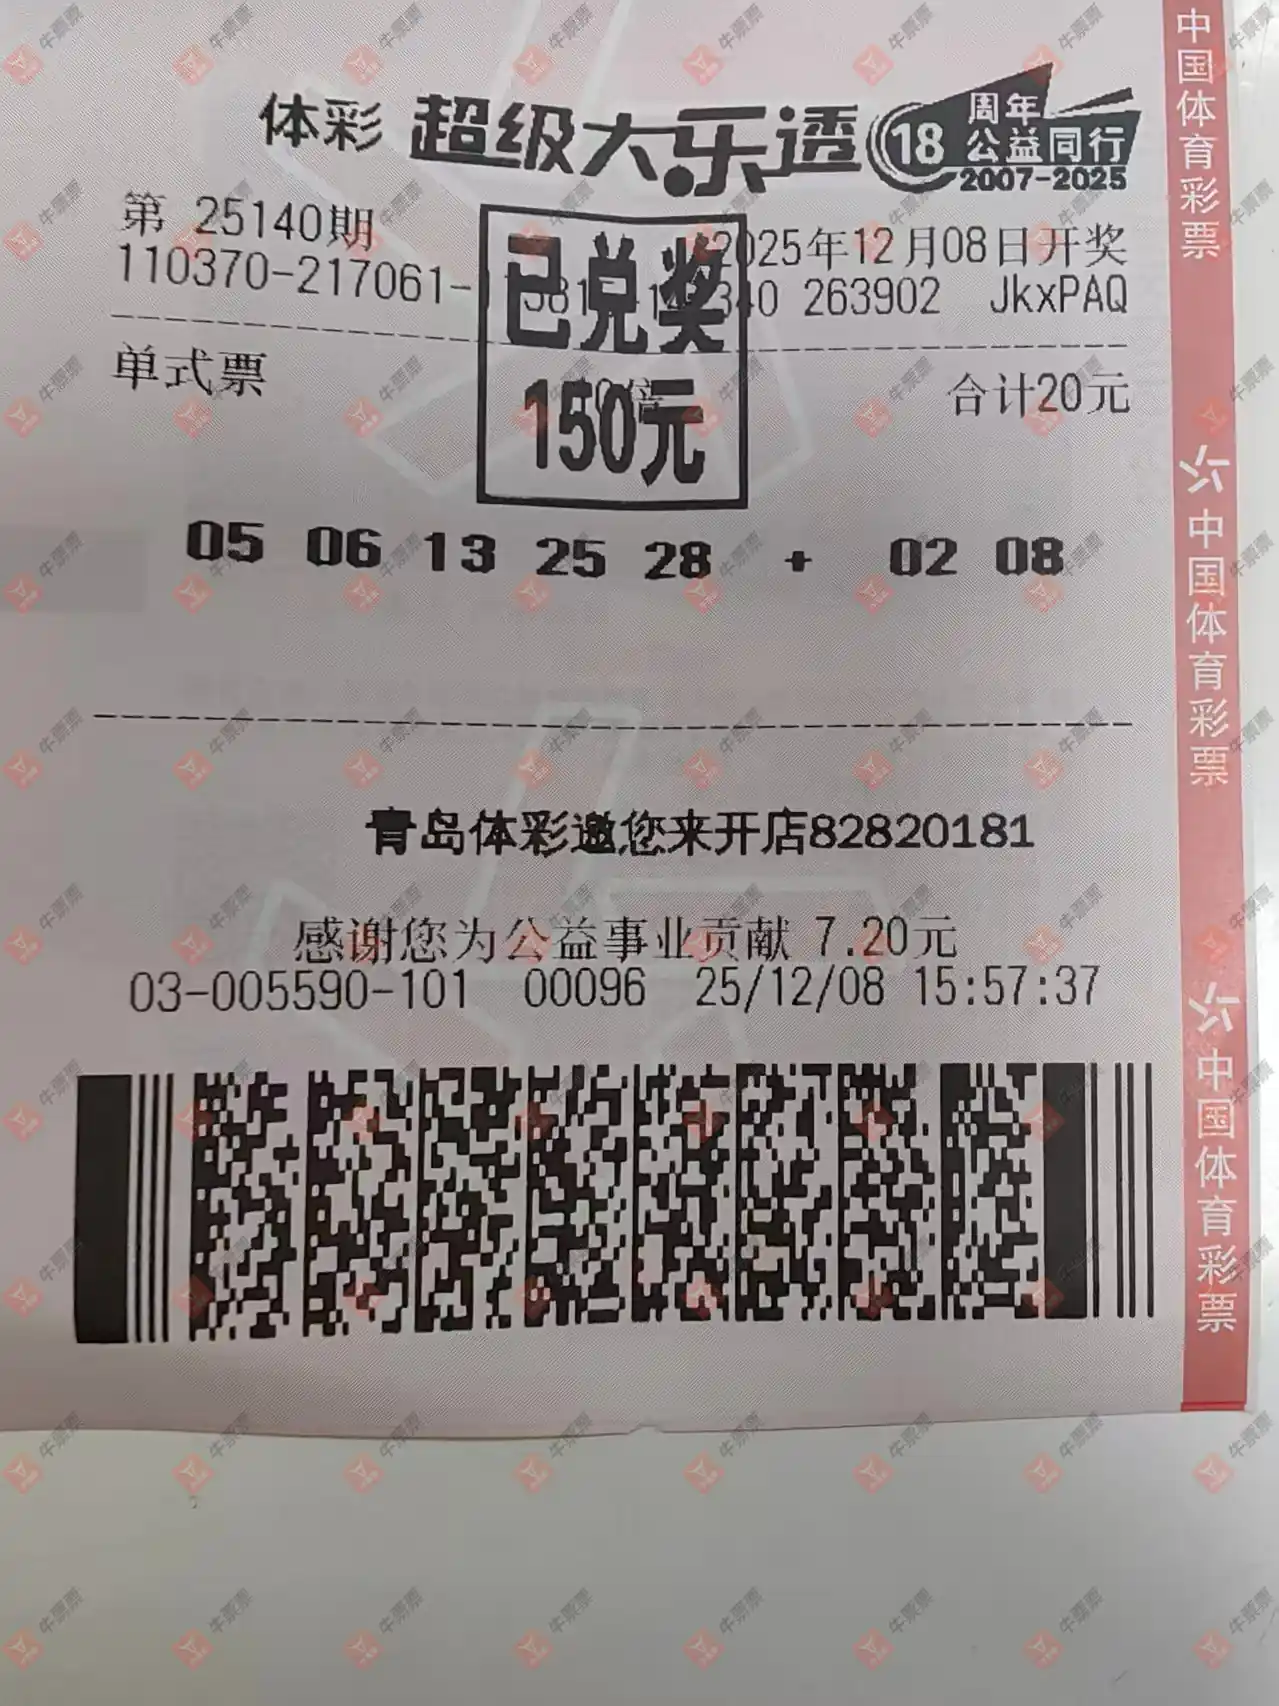 体彩 超级大乐透 18 周年 公益同行 2007-2025
第 25140期 2025年12月08日开奖
110370-217061- 340 263902 JkxPAQ
已兑奖
150元
单式票 合计20元
05 06 13 25 28 + 02 08
青岛体彩邀您来开店82820181
感谢您为公益事业贡献 7.20元
03-005590-101 00096 25/12/08 15:57:37
中国体育彩票
中国体育彩票
中国体育彩票
牛票票